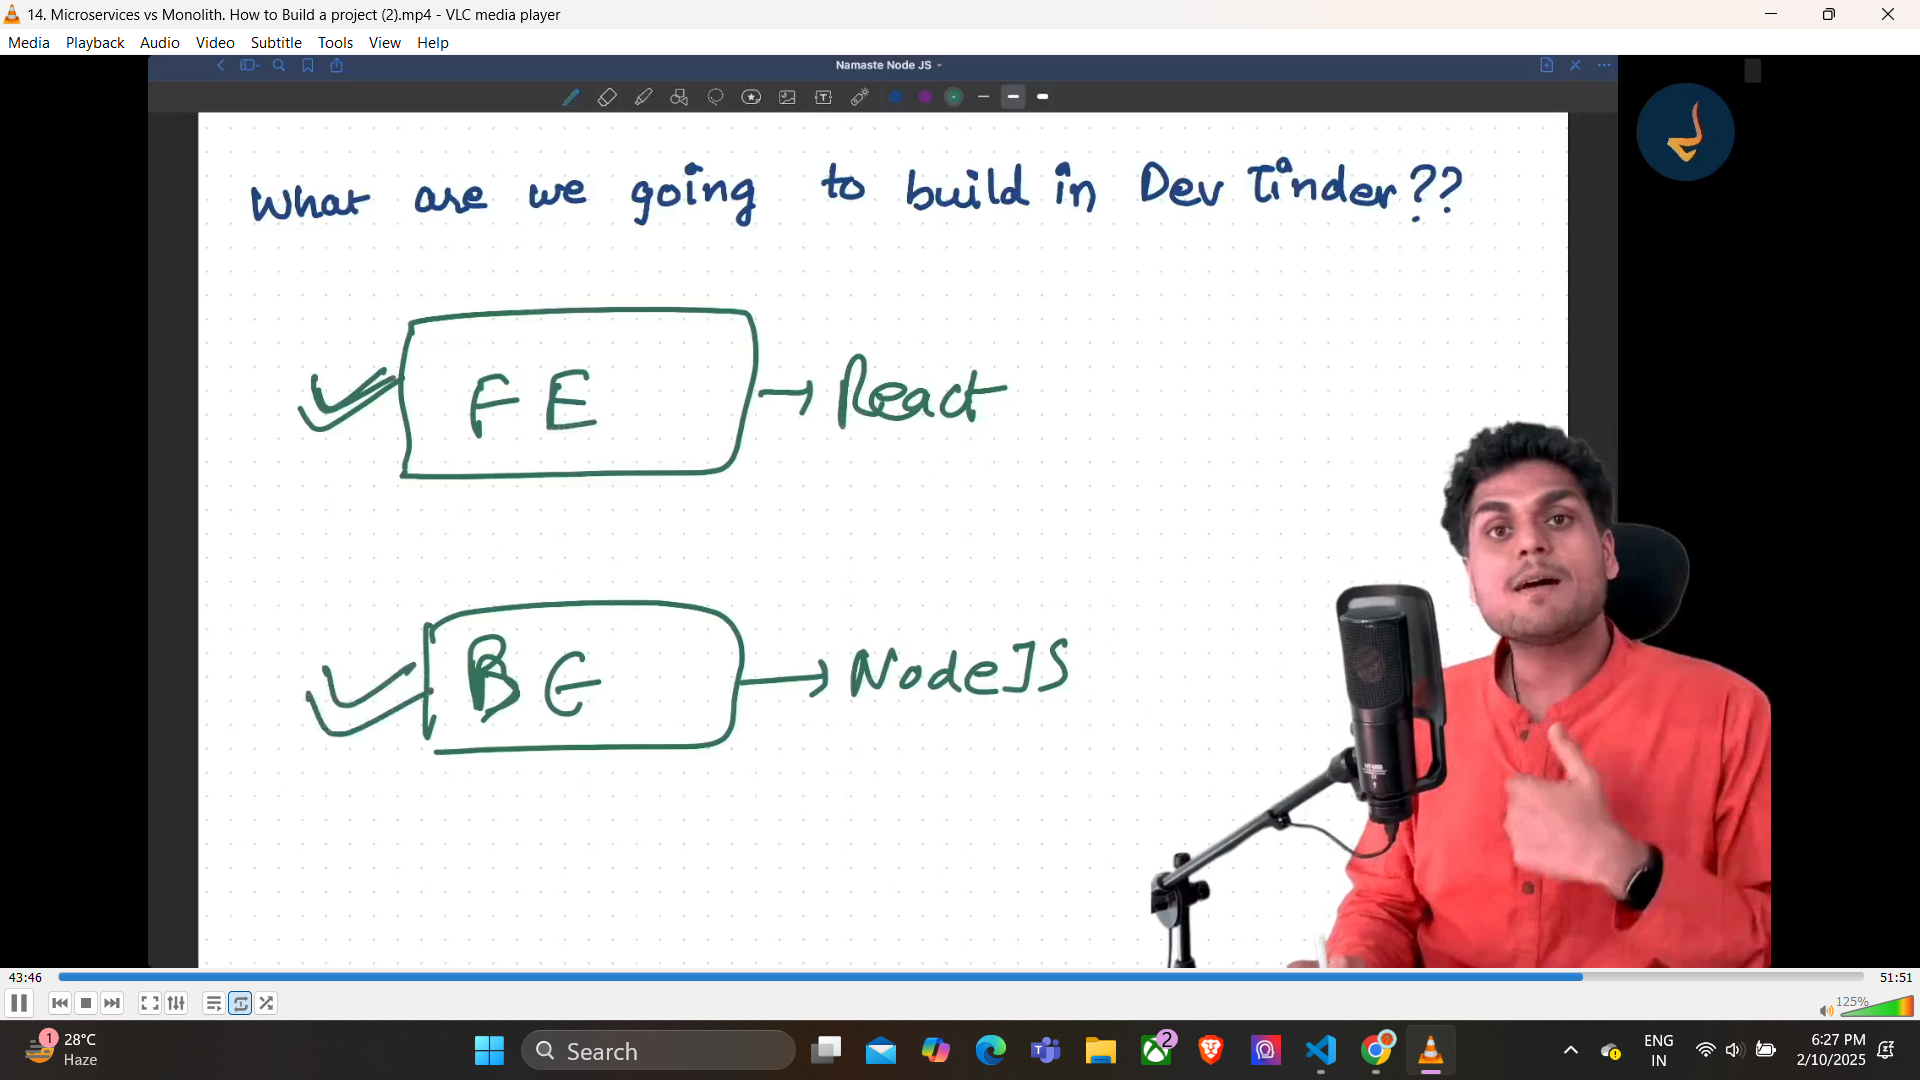 14. Microservices vs Monolith. How to Build a project (2).mp4 - VLC media player
Media Playback Audio Video Subtitle Tools View Help
Namaste Node JS
What are we going to build in Dev Tinder??
FE → React
BE → NodeJS
43:46
51:51
125%
1
28°C
Haze
Search
2
ENG
IN
6:27 PM
2/10/2025